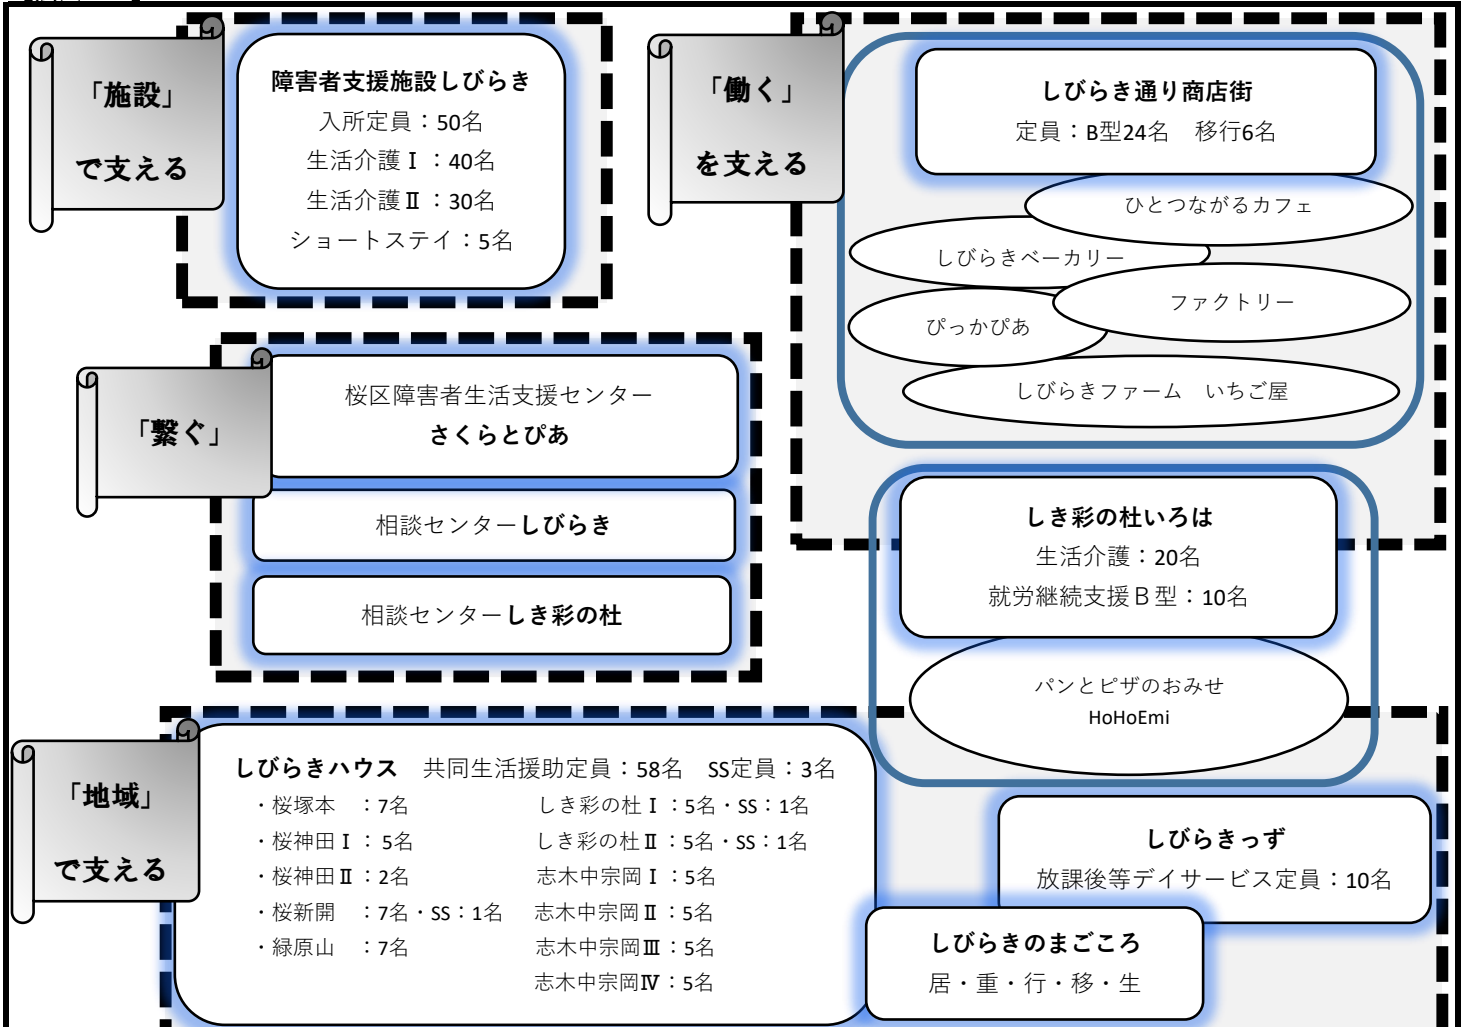 「施設」
で支える
障害者支援施設しびらき
入所定員：50名
生活介護Ⅰ：40名
生活介護Ⅱ：30名
ショートステイ：5名
「働く」
を支える
しびらき通り商店街
定員：B型24名　移行6名
ひとつながるカフェ
しびらきベーカリー
ファクトリー
ぴっかぴあ
しびらきファーム　いちご屋
「繋ぐ」
桜区障害者生活支援センター
さくらとぴあ
相談センターしびらき
相談センターしき彩の杜
しき彩の杜いろは
生活介護：20名
就労継続支援Ｂ型：10名
パンとピザのおみせ
HoHoEmi
「地域」
で支える
しびらきハウス　共同生活援助定員：58名　SS定員：3名
・桜塚本　：7名
・桜神田Ⅰ：5名
・桜神田Ⅱ：2名
・桜新開　：7名・SS：1名
・緑原山　：7名
しき彩の杜Ⅰ：5名・SS：1名
しき彩の杜Ⅱ：5名・SS：1名
志木中宗岡Ⅰ：5名
志木中宗岡Ⅱ：5名
志木中宗岡Ⅲ：5名
志木中宗岡Ⅳ：5名
しびらきっず
放課後等デイサービス定員：10名
しびらきのまごころ
居・重・行・移・生